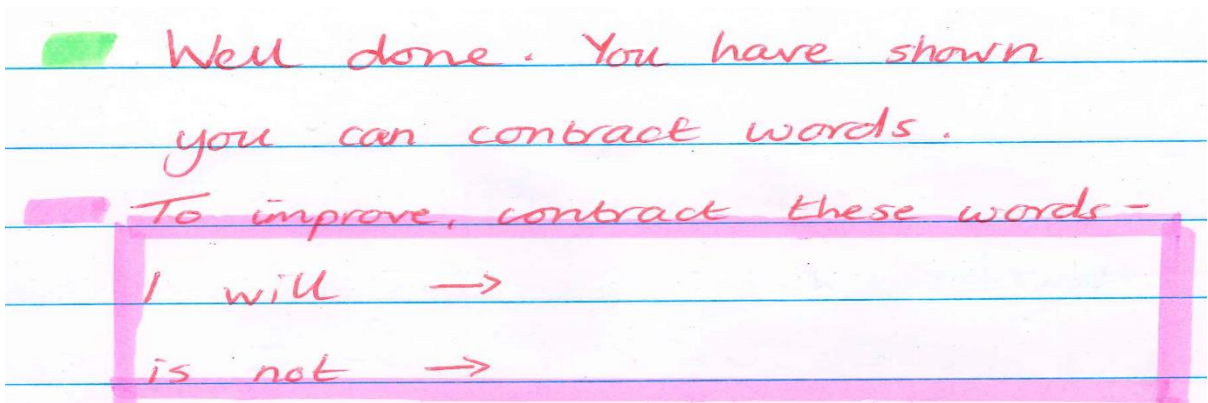 Well done. You have shown
you can contract words.
To improve, contract these words-
I will →
is not →